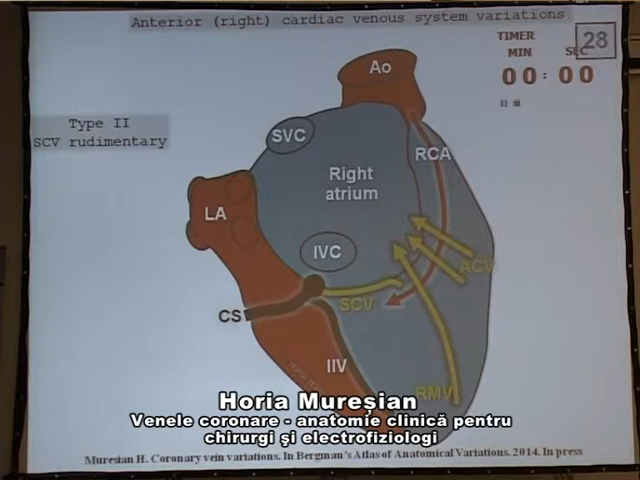 Anterior (right) cardiac venous system variations
TIMER
MIN SEC
28
00:00
Type II
SCV rudimentary
Ao
SVC
RCA
Right
atrium
LA
IVC
ACV
SCV
CS
IIV
RMV
Horia Mureșian
Venele coronare - anatomie clinică pentru
chirurgi şi electrofiziologi
Muresian H. Coronary vein variations. In Bergman's Atlas of Anatomical Variations. 2014. In press